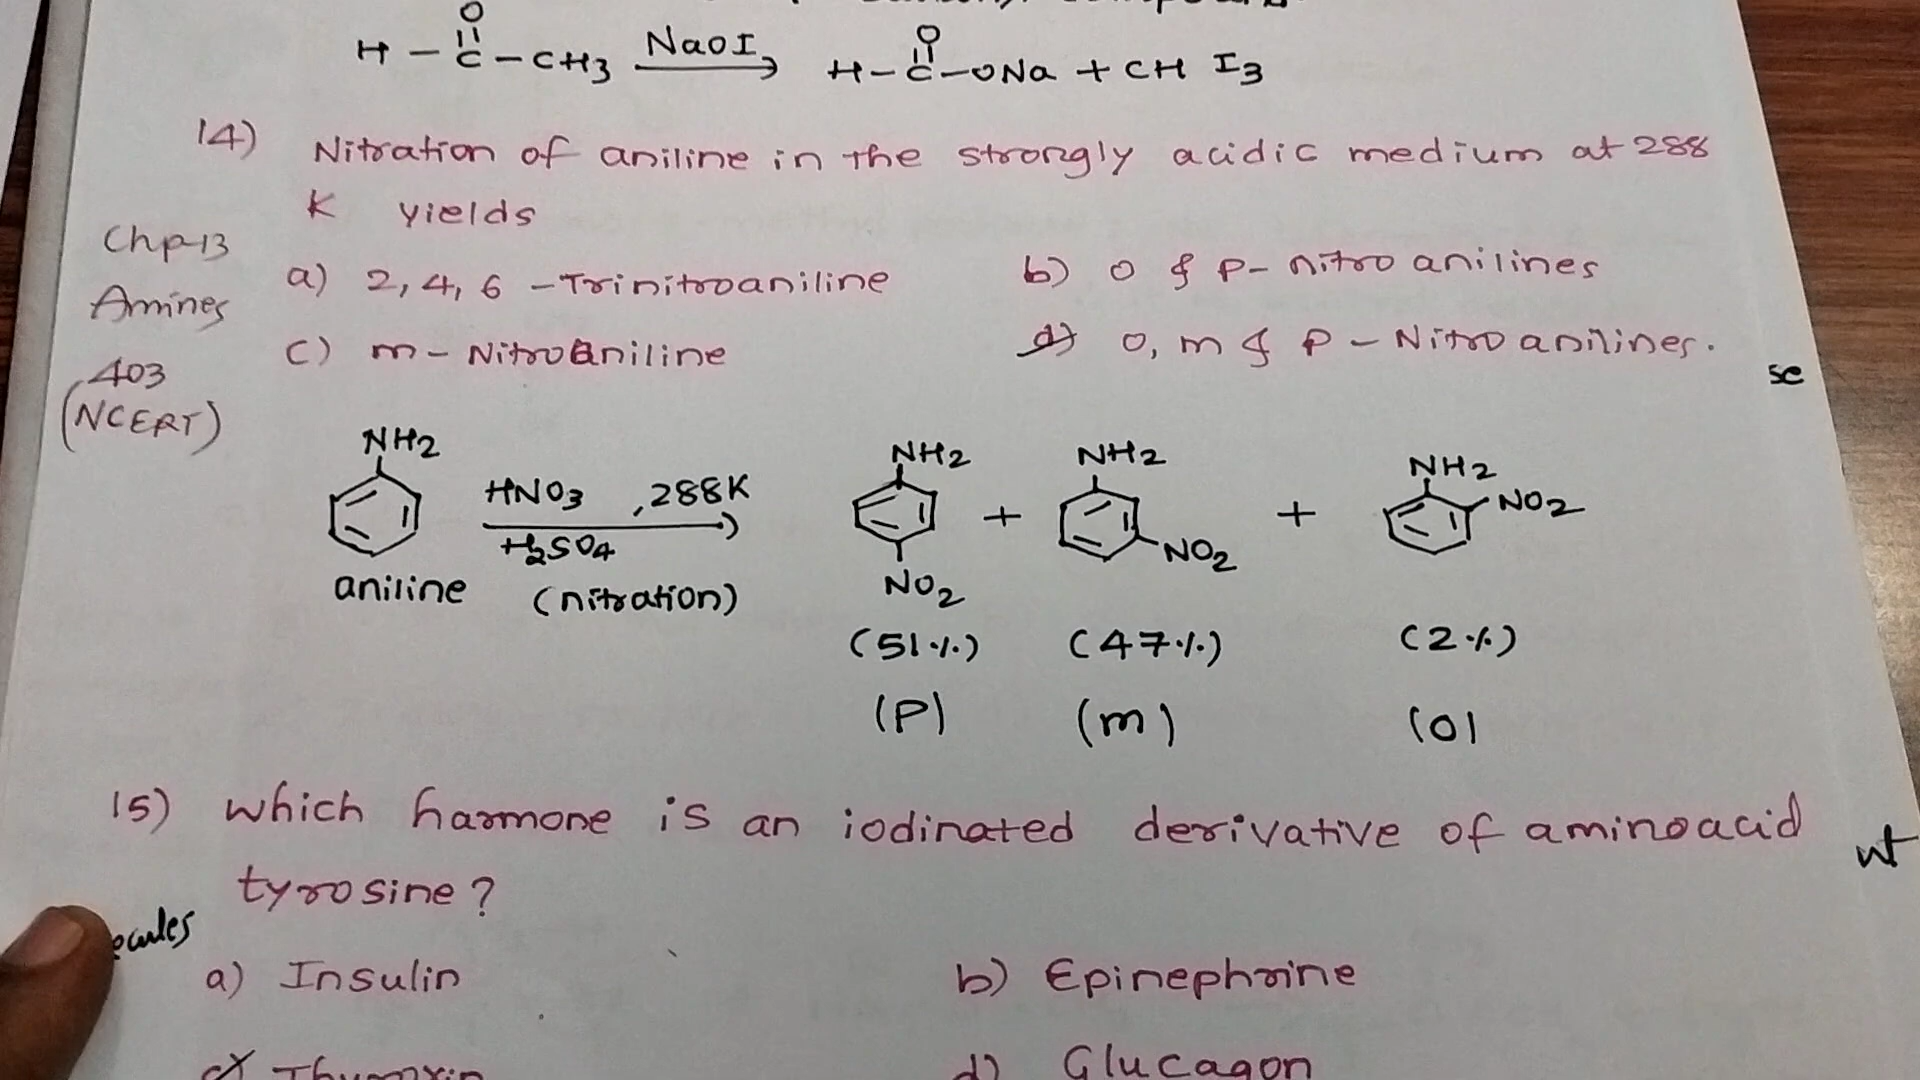 O
H - C - CH3 NaOI H-C-ONa + CH I3
O
14) Nitration of aniline in the strongly acidic medium at 288
K yields
Chp-13
Amines
403
(NCERT)
a) 2, 4, 6 - Trinitroaniline b) o & p- nitro anilines
c) m - Nitroaniline d) o, m & p - Nitro anilines.
se
NH2 HNO3 , 288K NH2 + NH2 + NH2
H2SO4 NO2 NO2 NO2
aniline (nitration)
(51%) (47%) (2%)
(P) (m) (O)
15) which harmone is an iodinated derivative of aminoacid
tyrosine?
a) Insulin b) Epinephrine
d) Glucagon